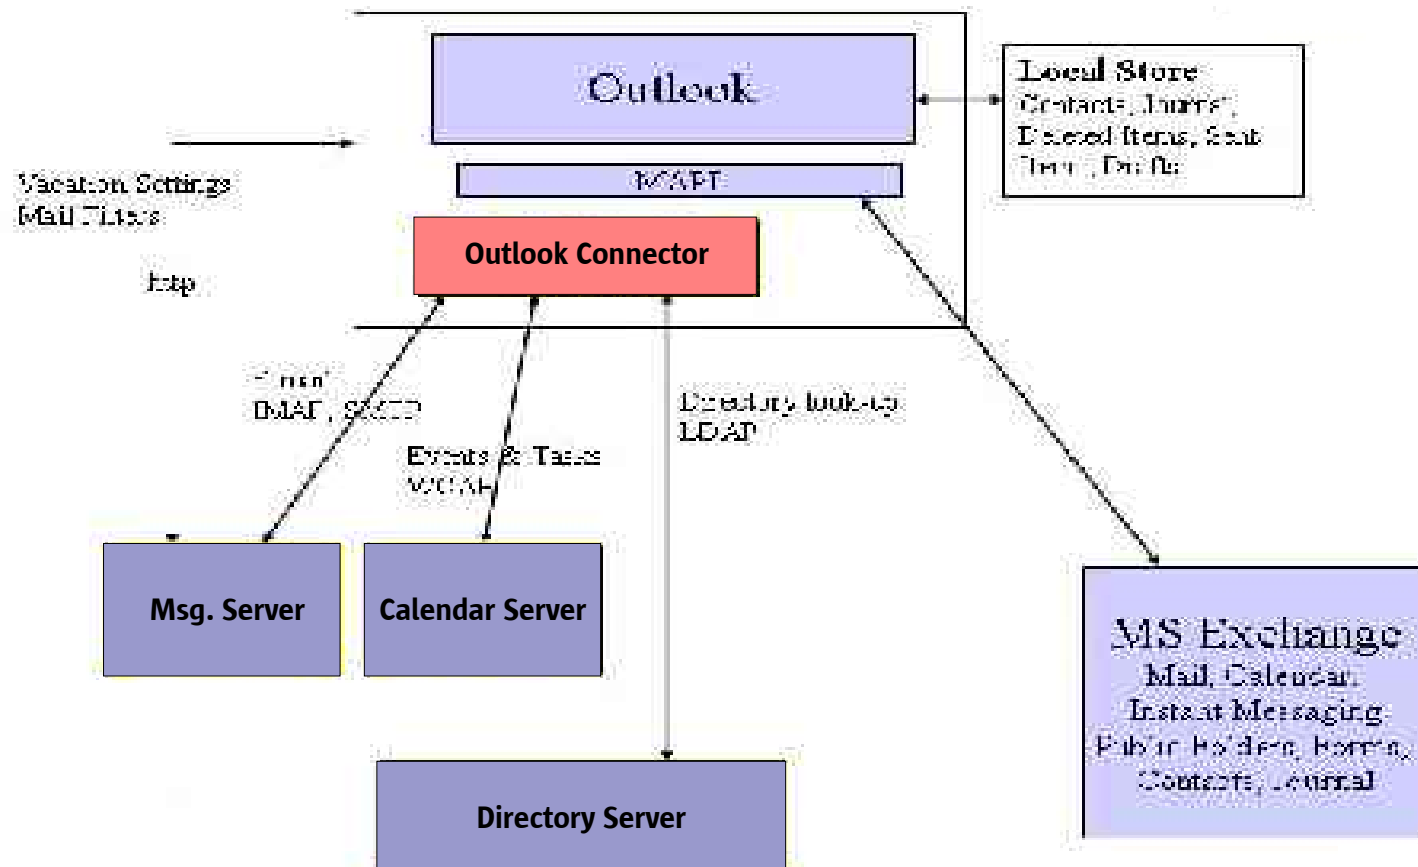 Outlook
Local Store
Contacts, Journal,
Deleted Items, Sent
Drafts
MAPI
Vacation Settings
Mail Filters
Outlook Connector
http
IMAP, SMTP
Directory look-up
LDAP
Events & Tasks
WCAP
Msg. Server
Calendar Server
MS Exchange
Mail, Calendar,
Instant Messaging
Public Folders, Forms,
Contacts, Journal
Directory Server